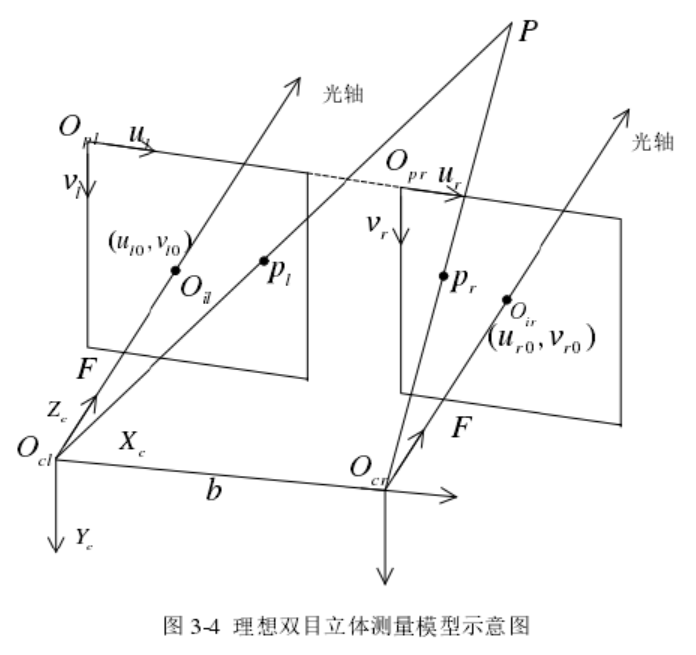 P
光轴
O_pl u_l
光轴
O_pr u_r
v_l
v_r
(u_l0, v_l0)
p_l
O_il
p_r
O_ir
(u_r0, v_r0)
F
Z_c
F
O_cl X_c
O_cr
b
Y_c
图 3-4 理想双目立体测量模型示意图